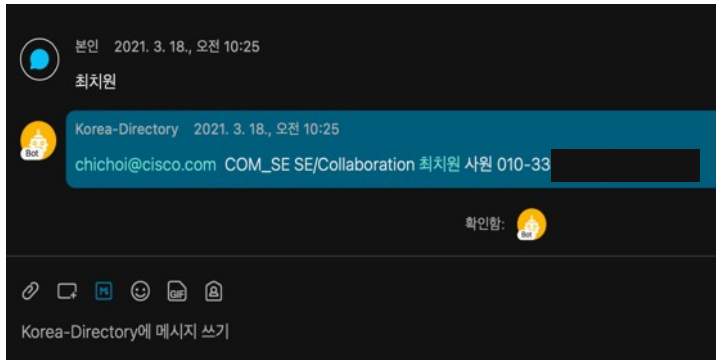 본인 2021. 3. 18., 오전 10:25
최치원
Korea-Directory 2021. 3. 18., 오전 10:25
Bot
chichoi@cisco.com COM_SE SE/Collaboration 최치원 사원 010-33
확인함:
Bot
GIF
Korea-Directory에 메시지 쓰기